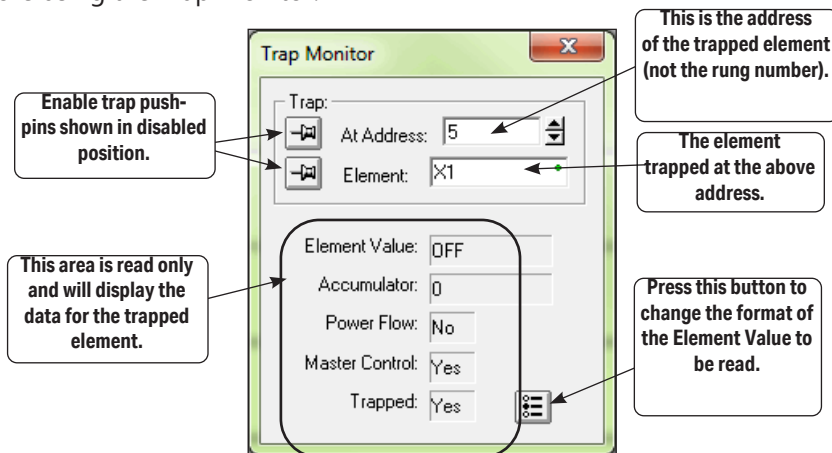 This is the address
of the trapped element
(not the rung number).
Trap Monitor
X
Enable trap push-
pins shown in disabled
position.
Trap:
At Address: 5
Element: X1
The element
trapped at the above
address.
This area is read only
and will display the
data for the trapped
element.
Element Value: OFF
Accumulator: 0
Power Flow: No
Master Control: Yes
Trapped: Yes
Press this button to
change the format of
the Element Value to
be read.